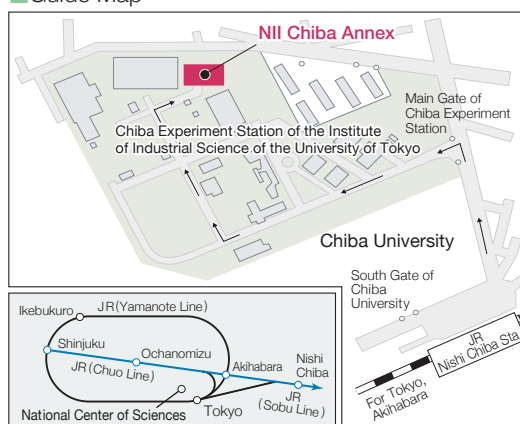 Guide Map
NII Chiba Annex
Main Gate of
Chiba Experiment
Station
Chiba Experiment Station of the Institute
of Industrial Science of the University of Tokyo
Chiba University
South Gate of
Chiba
University
JR
Nishi Chiba Sta
For Tokyo,
Akihabara
Ikebukuro
JR(Yamanote Line)
Shinjuku
Ochanomizu
JR(Chuo Line)
Akihabara
Nishi
Chiba
National Center of Sciences
Tokyo
JR
(Sobu Line)